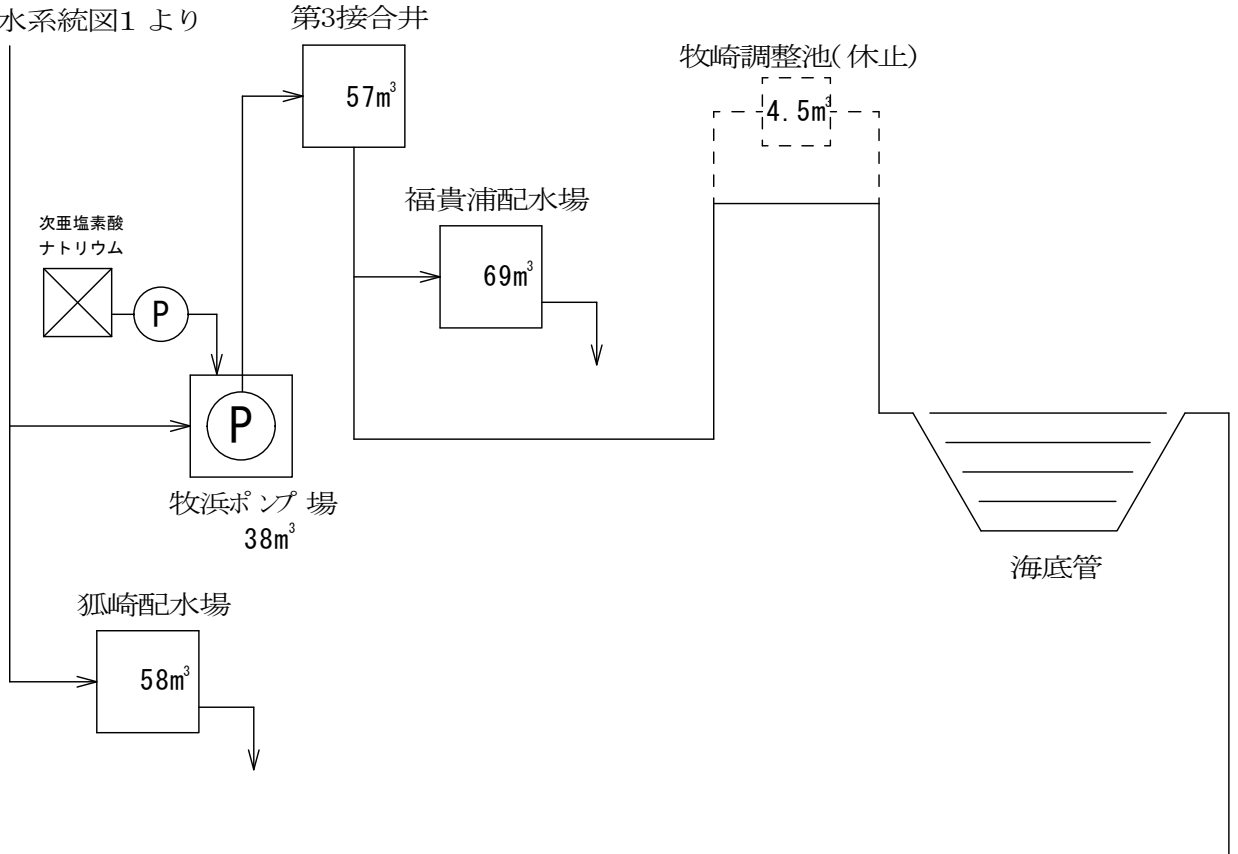 水系統図1 より
第3接合井
57m³
牧崎調整池(休止)
4.5m³
福貴浦配水場
69m³
次亜塩素酸
ナトリウム
P
P
牧浜ポンプ場
38m³
海底管
狐崎配水場
58m³